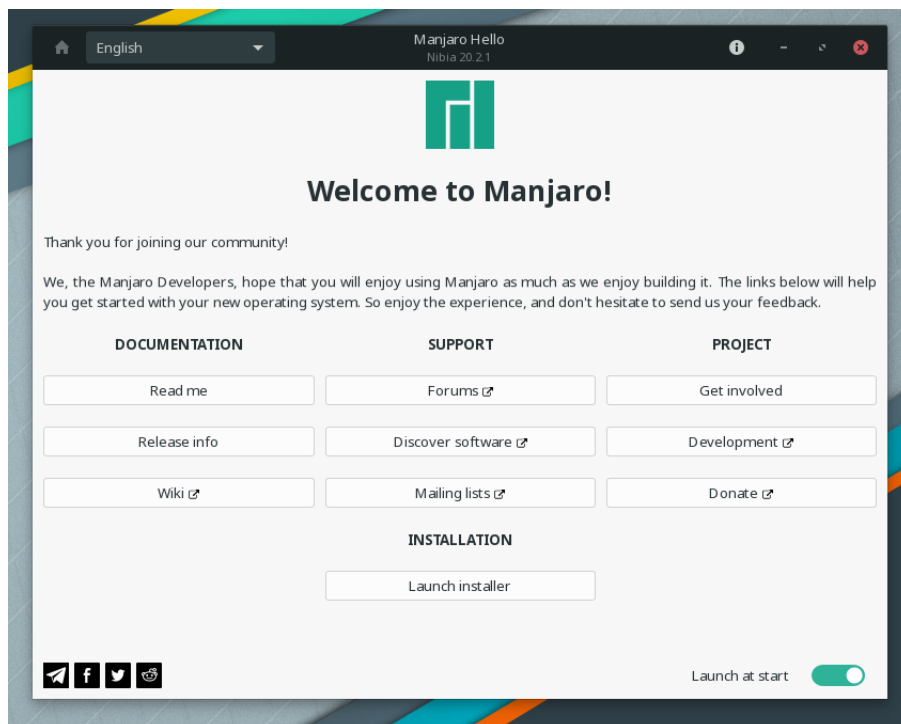 English
Manjaro Hello
Nibia 20.2.1
Welcome to Manjaro!
Thank you for joining our community!
We, the Manjaro Developers, hope that you will enjoy using Manjaro as much as we enjoy building it. The links below will help
you get started with your new operating system. So enjoy the experience, and don't hesitate to send us your feedback.
DOCUMENTATION
SUPPORT
PROJECT
Read me
Forums
Get involved
Release info
Discover software
Development
Wiki
Mailing lists
Donate
INSTALLATION
Launch installer
Launch at start